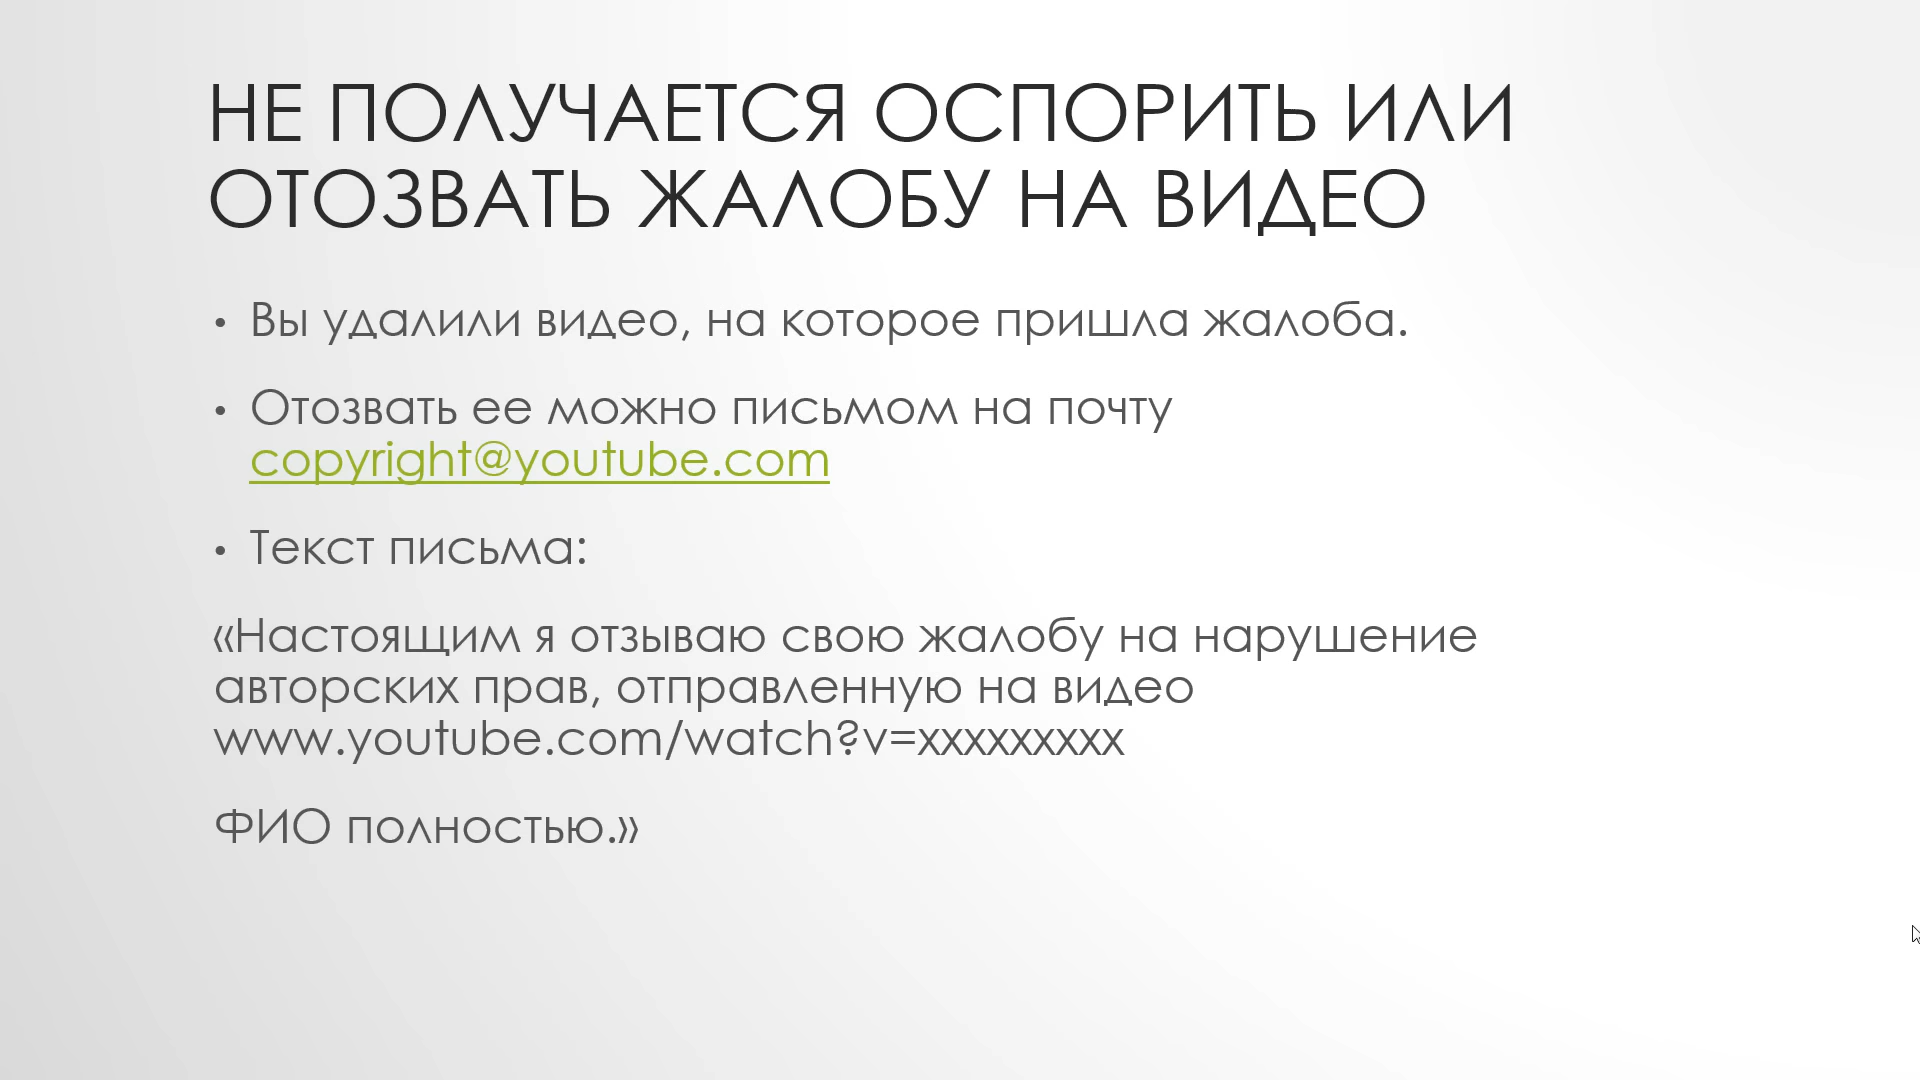 НЕ ПОЛУЧАЕТСЯ ОСПОРИТЬ ИЛИ
ОТОЗВАТЬ ЖАЛОБУ НА ВИДЕО
• Вы удалили видео, на которое пришла жалоба.
• Отозвать ее можно письмом на почту
copyright@youtube.com
• Текст письма:
«Настоящим я отзываю свою жалобу на нарушение
авторских прав, отправленную на видео
www.youtube.com/watch?v=xxxxxxxxx
ФИО полностью.»